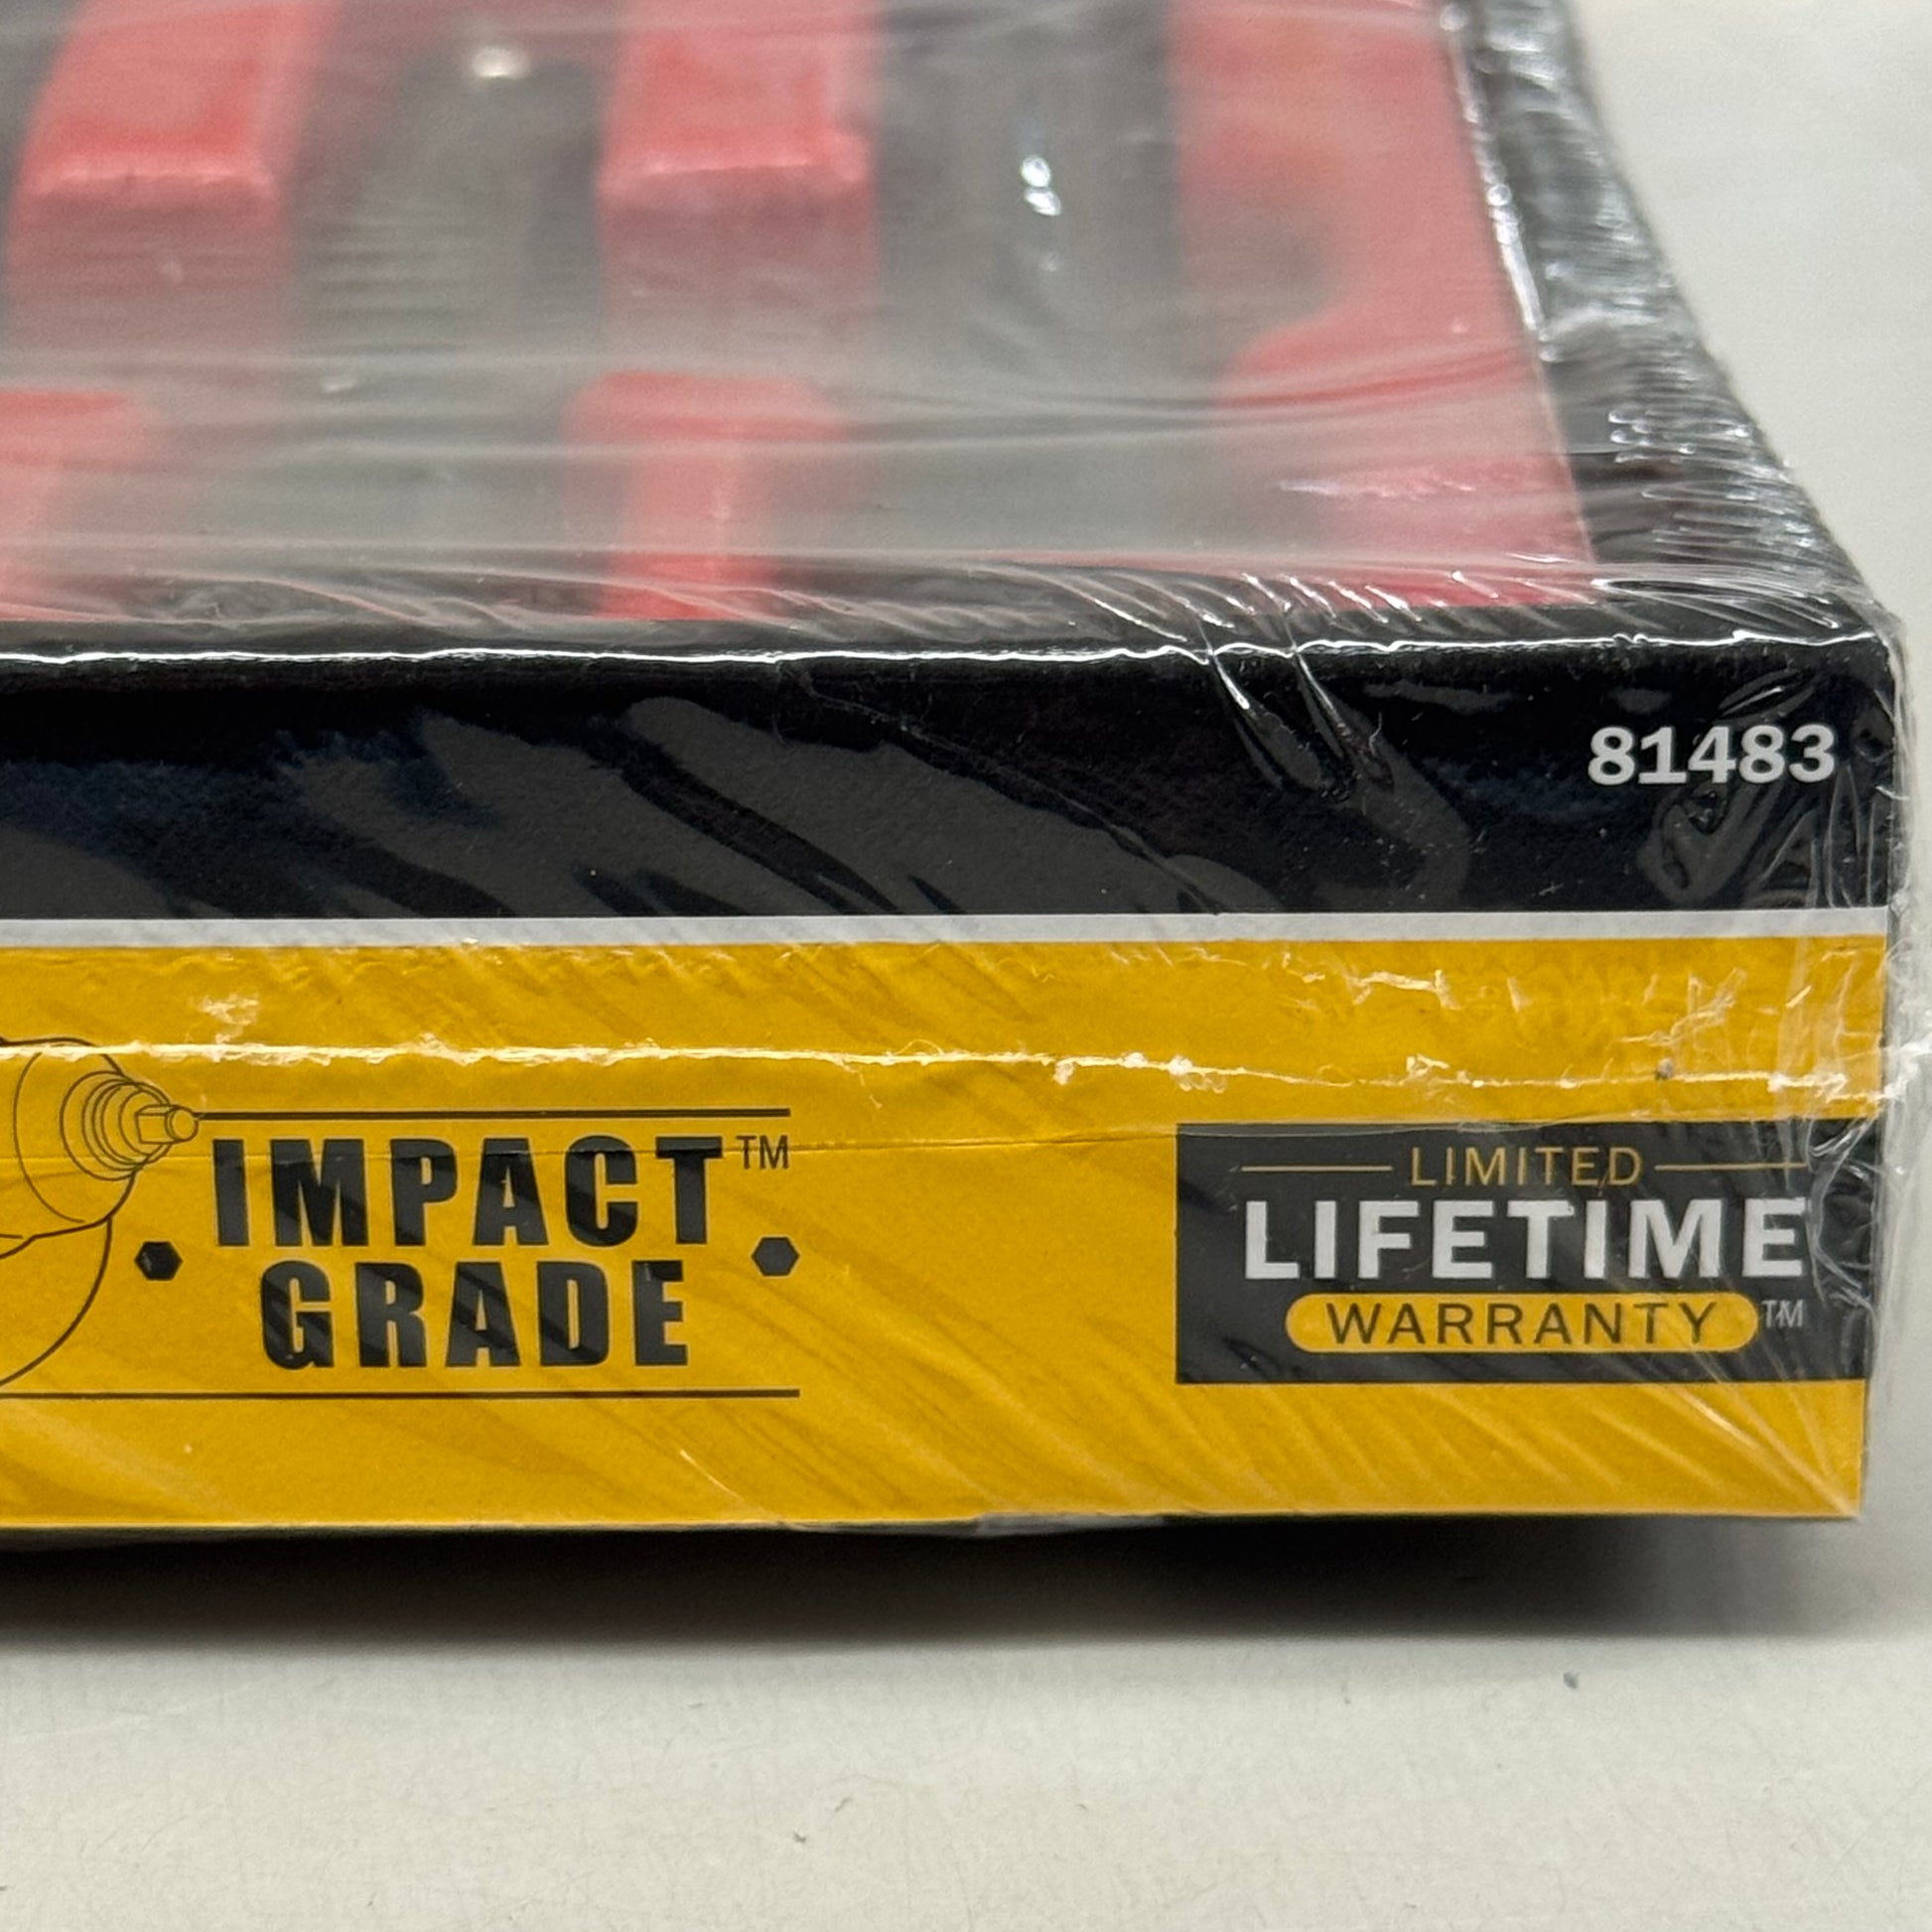 81483
IMPACT™
GRADE
LIMITED
LIFETIME
WARRANTY™